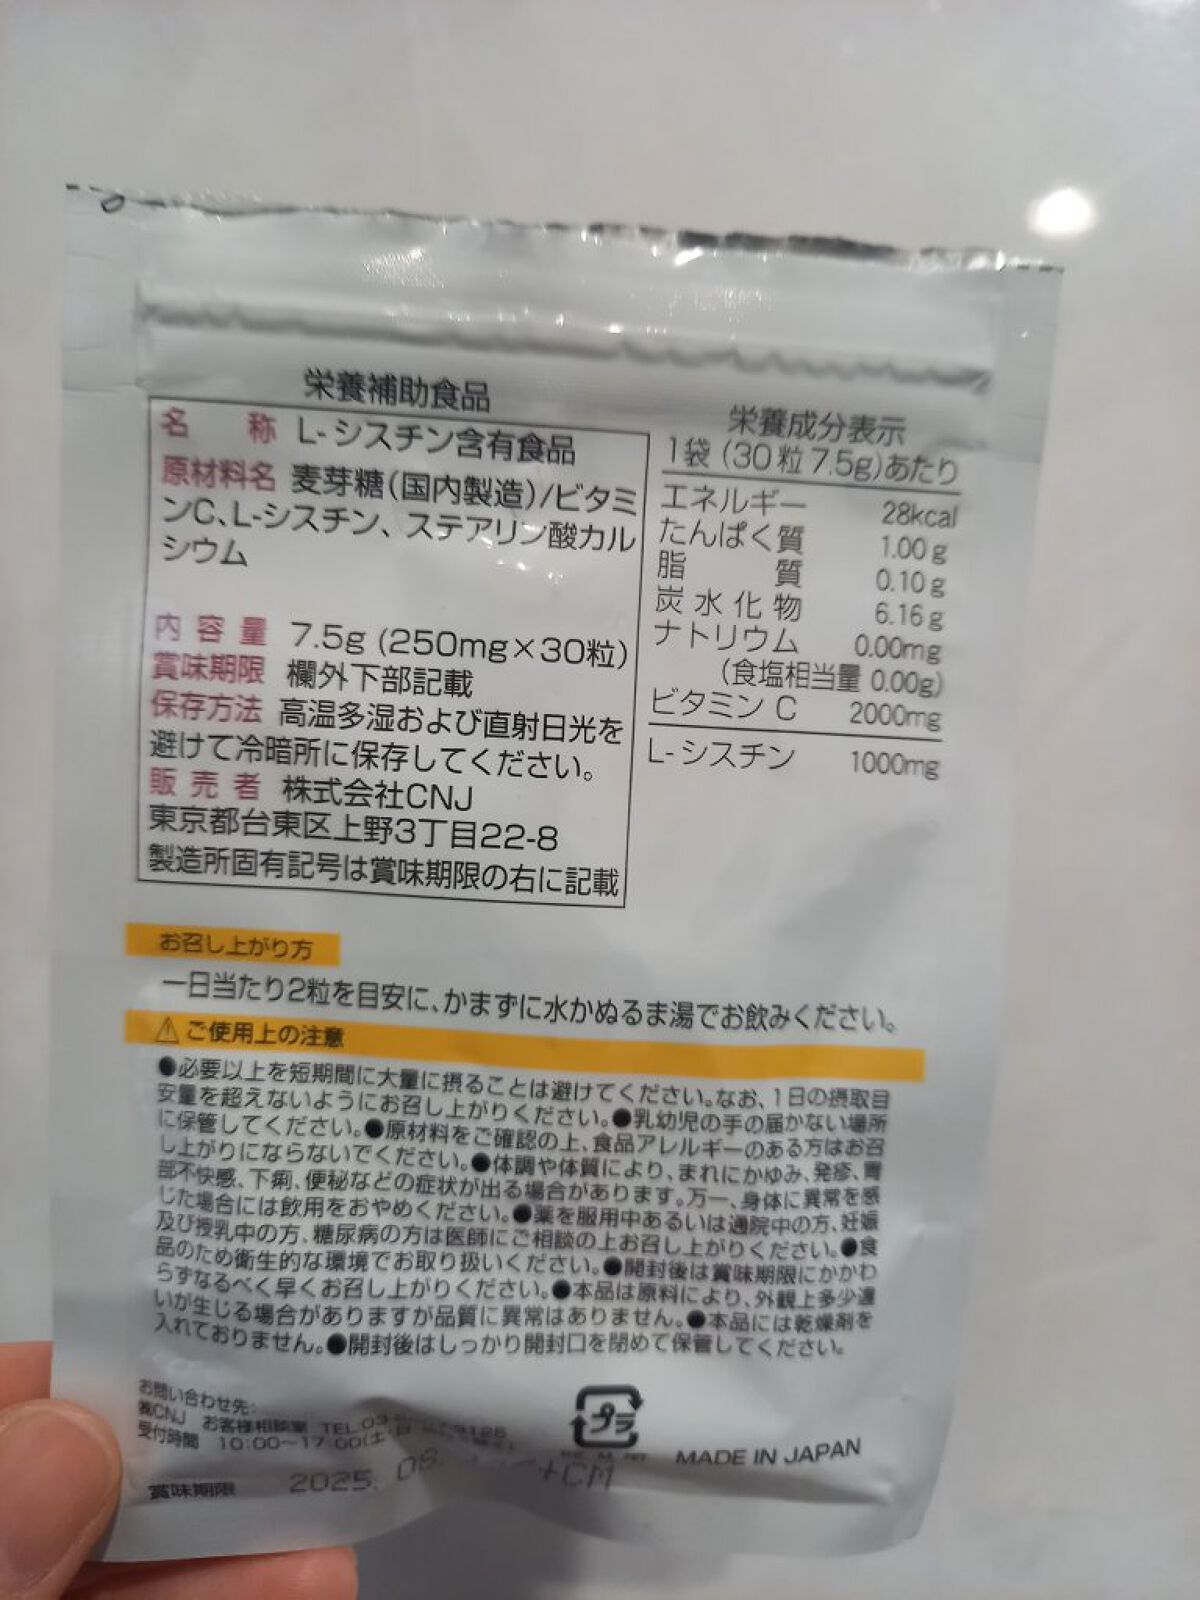 栄養補助食品
名称 L-シスチン含有食品
原材料名 麦芽糖(国内製造)/ビタミ
ンC、L-シスチン、ステアリン酸カル
シウム
内容量 7.5g (250mg×30粒)
賞味期限 欄外下部記載
保存方法 高温多湿および直射日光を
避けて冷暗所に保存してください。
販売者 株式会社CNJ
東京都台東区上野3丁目22-8
製造所固有記号は賞味期限の右に記載
栄養成分表示
1袋(30粒 7.5g)あたり
エネルギー 28kcal
たんぱく質 1.00g
脂質 0.10g
炭水化物 6.16g
ナトリウム 0.00mg
(食塩相当量 0.00g)
ビタミンC 2000mg
L-シスチン 1000mg
お召し上がり方
一日当たり2粒を目安に、かまずに水かぬるま湯でお飲みください。
⚠ご使用上の注意
●必要以上を短期間に大量に摂ることは避けてください。なお、1日の摂取目
安量を超えないようにお召し上がりください。●乳幼児の手の届かない場所
に保管してください。●原材料をご確認の上、食品アレルギーのある方はお召
し上がりにならないでください。●体調や体質により、まれにかゆみ、発疹、胃
部不快感、下痢、便秘などの症状が出る場合があります。万一、身体に異常を感
じた場合には飲用をおやめください。●薬を服用中あるいは通院中の方、妊娠
及び授乳中の方、糖尿病の方は医師にご相談の上お召し上がりください。●食
品のため衛生的な環境でお取り扱いください。●開封後は賞味期限にかかわ
らずなるべく早くお召し上がりください。●本品は原料により、外観上多少違
いが生じる場合がありますが品質に異常はありません。●本品には乾燥剤を
入れておりません。●開封後はしっかり開封口を閉めて保管してください。
お問い合わせ先:
㈱CNJ お客様相談室 TEL.03
受付時間 10:00〜17:00(土・日
プラ
MADE IN JAPAN
賞味期限 2025. 08. +CM